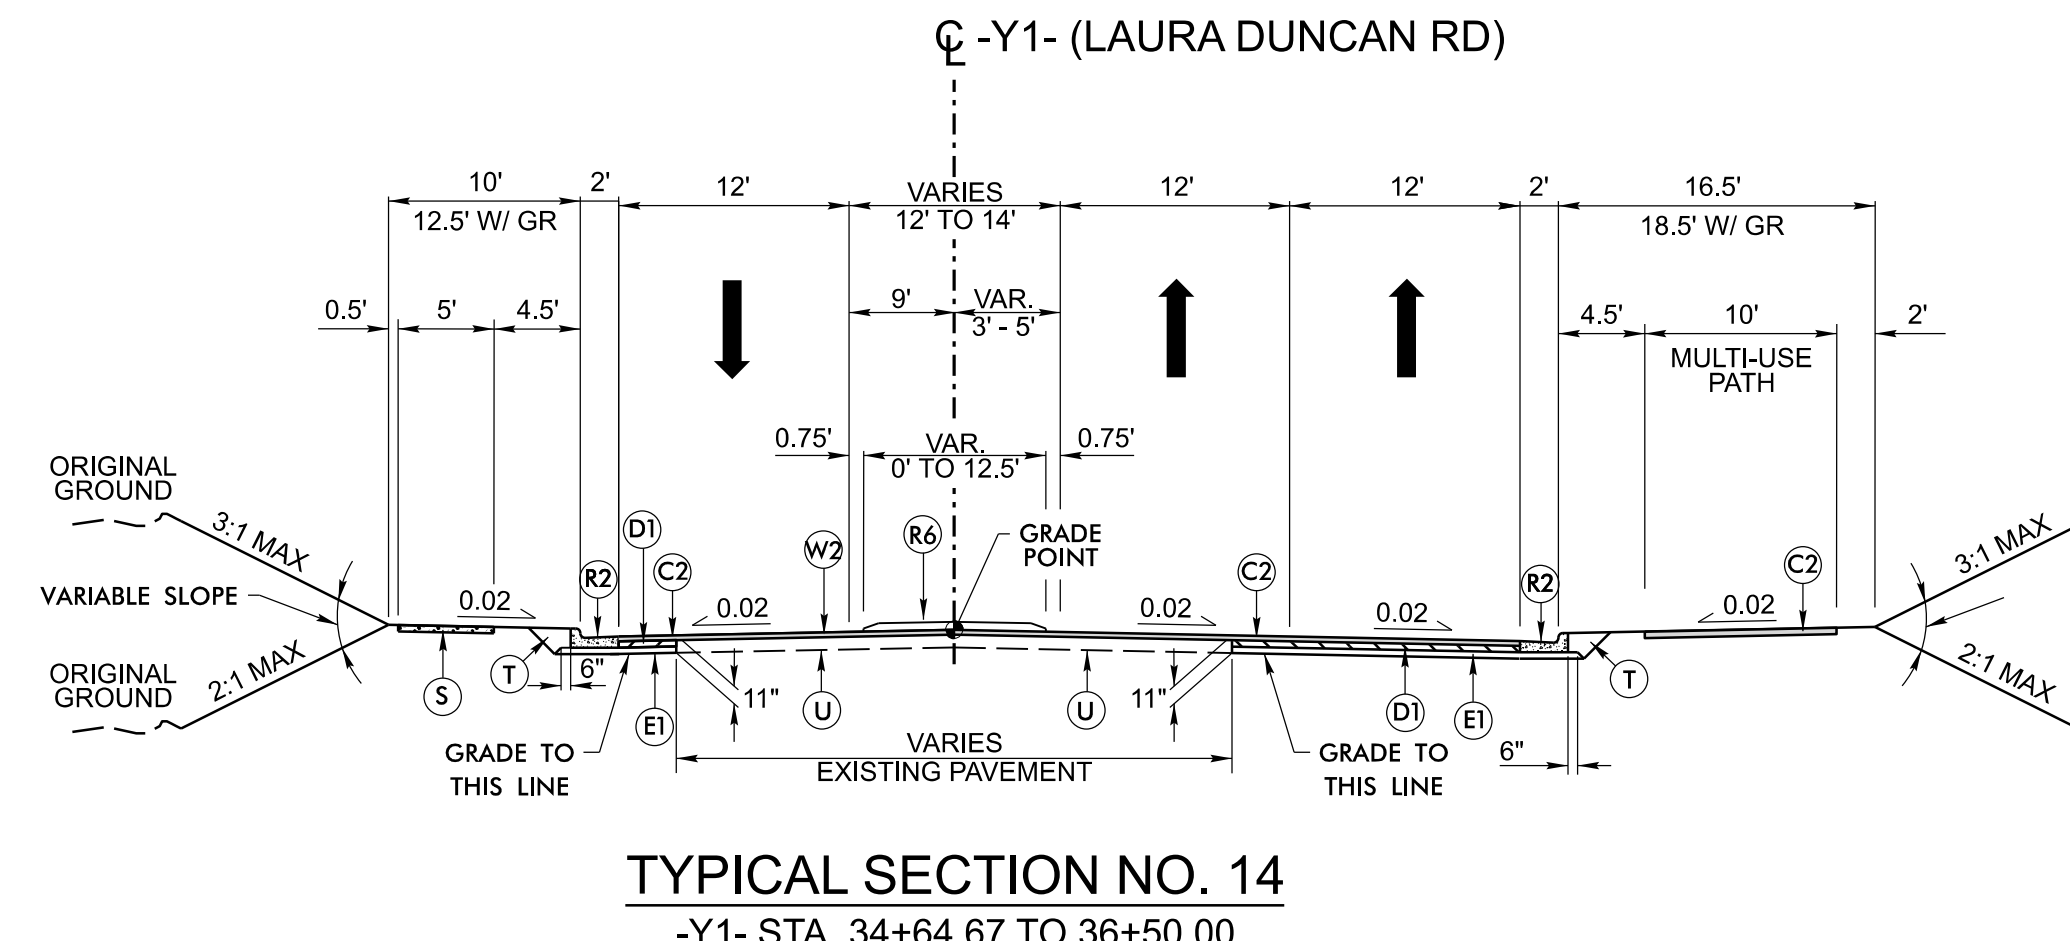 ℄ -Y1- (LAURA DUNCAN RD)
10'
2'
12'
VARIES
12'
12'
2'
16.5'
12.5' W/ GR
12' TO 14'
18.5' W/ GR
0.5'
5'
4.5'
9'
VAR.
3' - 5'
4.5'
10'
2'
MULTI-USE
PATH
0.75'
VAR.
0' TO 12.5'
0.75'
ORIGINAL
GROUND
3:1 MAX
D1
R2
C2
W2
R6
GRADE
POINT
C2
R2
C2
3:1 MAX
VARIABLE SLOPE
0.02
0.02
0.02
0.02
0.02
ORIGINAL
GROUND
2:1 MAX
S
T
6"
E1
11"
U
U
11"
D1
E1
T
2:1 MAX
GRADE TO
THIS LINE
VARIES
EXISTING PAVEMENT
GRADE TO
THIS LINE
6"
TYPICAL SECTION NO. 14
-Y1- STA. 34+64.67 TO 36+50.00